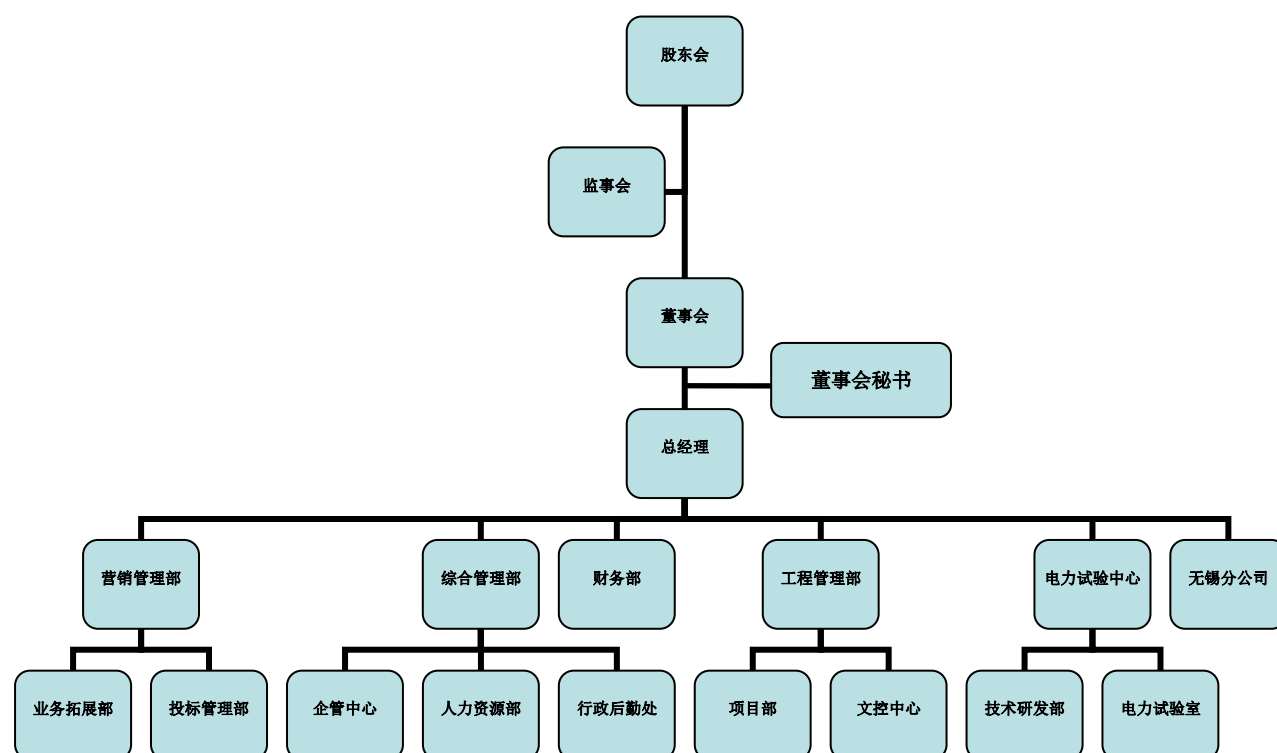 股东会
监事会
董事会
董事会秘书
总经理
营销管理部
综合管理部
财务部
工程管理部
电力试验中心
无锡分公司
业务拓展部
投标管理部
企管中心
人力资源部
行政后勤处
项目部
文控中心
技术研发部
电力试验室